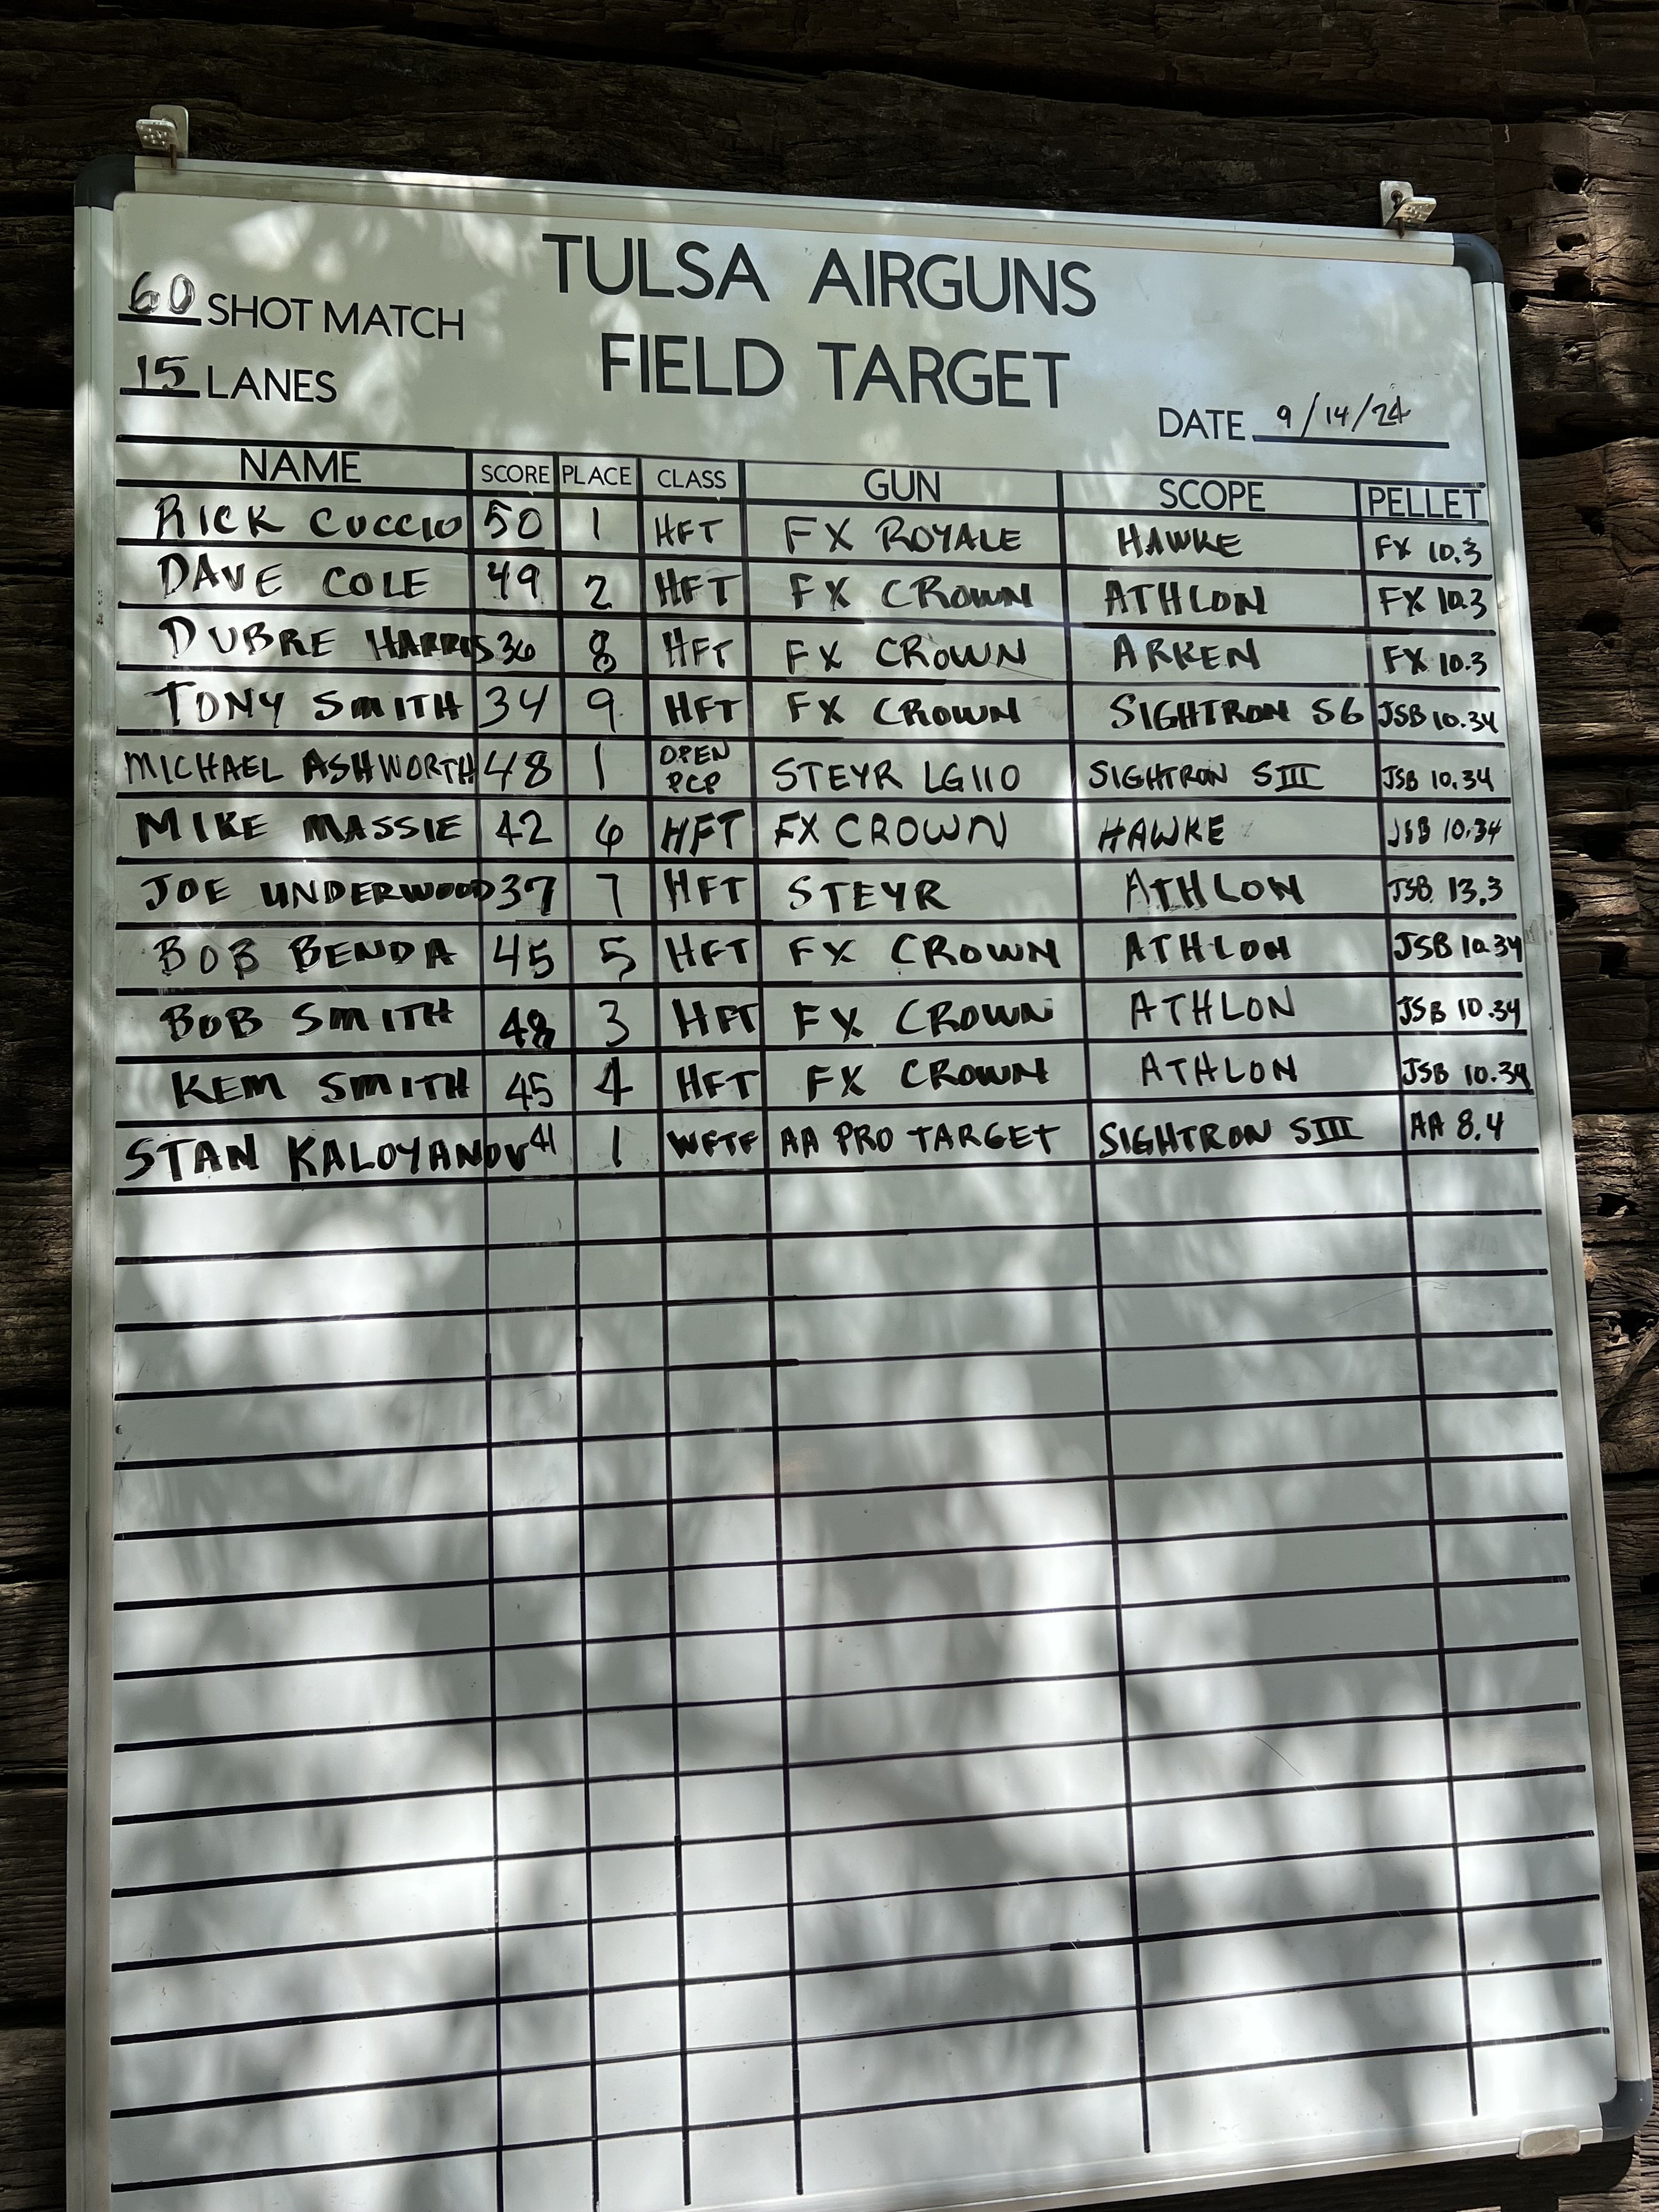 TULSA AIRGUNS
FIELD TARGET
60 SHOT MATCH
15 LANES
DATE 9/14/24
NAME SCORE PLACE CLASS GUN SCOPE PELLET
RICK CUCCIO 50 1 HFT FX ROYALE HAWKE FX 10.3
DAVE COLE 49 2 HFT FX CROWN ATHLON FX 10.3
DUBRE HARRIS 36 8 HFT FX CROWN ARKEN FX 10.3
TONY SMITH 34 9 HFT FX CROWN SIGHTRON S6 JSB 10.34
MICHAEL ASHWORTH 48 1 OPEN PCP STEYR LG110 SIGHTRON SIII JSB 10.34
MIKE MASSIE 42 6 HFT FX CROWN HAWKE JSB 10.34
JOE UNDERWOOD 37 7 HFT STEYR ATHLON JSB 13.3
BOB BENDA 45 5 HFT FX CROWN ATHLON JSB 10.34
BOB SMITH 48 3 HFT FX CROWN ATHLON JSB 10.34
KEM SMITH 45 4 HFT FX CROWN ATHLON JSB 10.34
STAN KALOYANOV 41 1 WFTF AA PRO TARGET SIGHTRON SIII AA 8.4